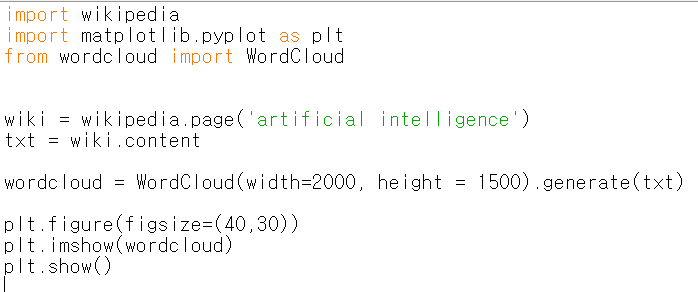 import wikipedia
import matplotlib.pyplot as plt
from wordcloud import WordCloud
wiki = wikipedia.page('artificial intelligence')
txt = wiki.content
wordcloud = WordCloud(width=2000, height = 1500).generate(txt)
plt.figure(figsize=(40,30))
plt.imshow(wordcloud)
plt.show()